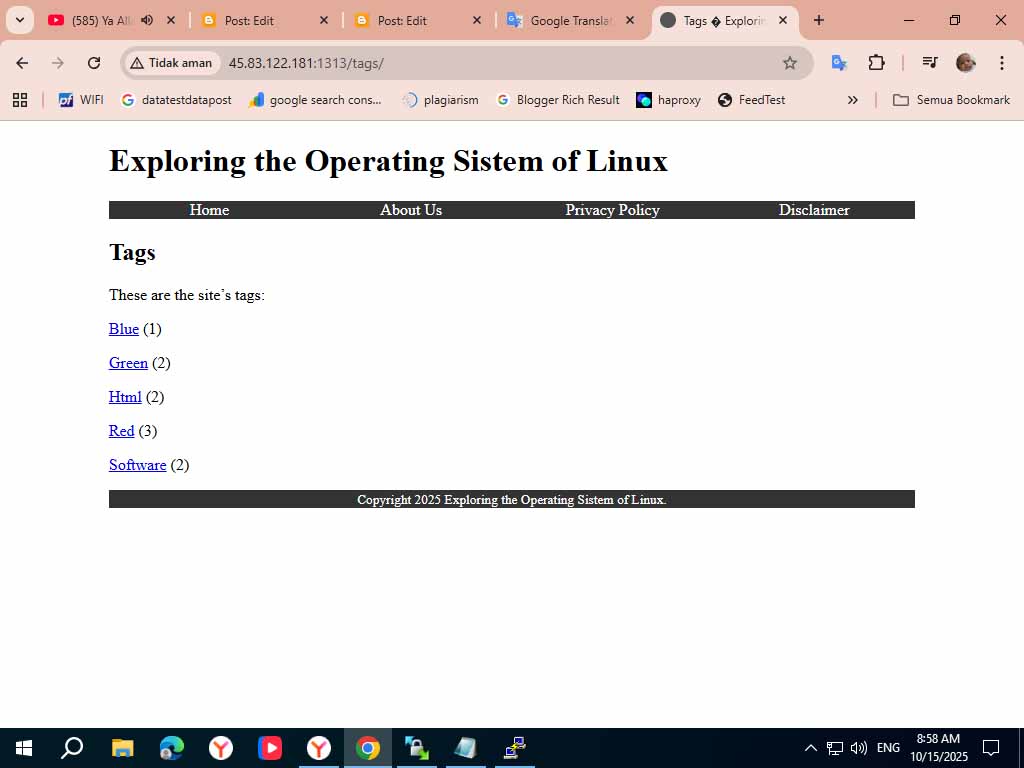 (585) Ya All
Post: Edit
Post: Edit
Google Translat
Tags � Explorin
Tidak aman
45.83.122.181:1313/tags/
WIFI
datatestdatapost
google search cons...
plagiarism
Blogger Rich Result
haproxy
FeedTest
Semua Bookmark
Exploring the Operating Sistem of Linux
Home About Us Privacy Policy Disclaimer
Tags
These are the site’s tags:
Blue (1)
Green (2)
Html (2)
Red (3)
Software (2)
Copyright 2025 Exploring the Operating Sistem of Linux.
ENG
8:58 AM
10/15/2025